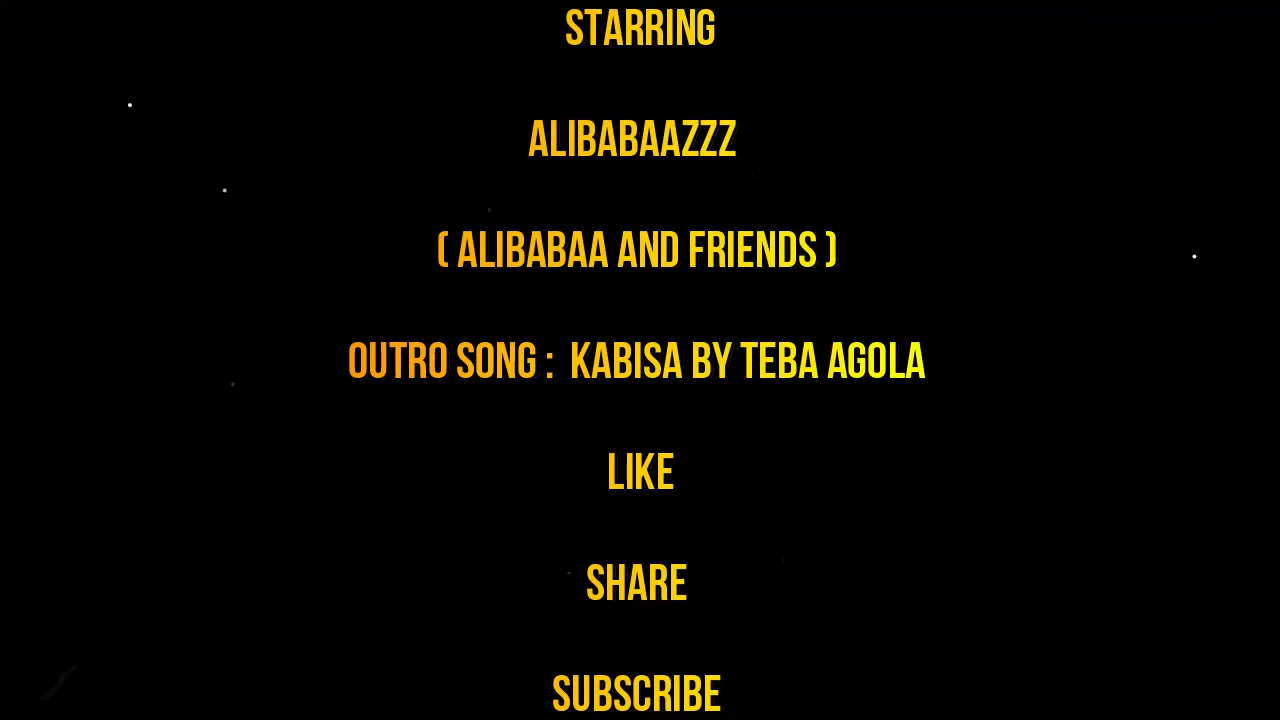 STARRING
ALIBABAAZZZ
( ALIBABAA AND FRIENDS )
OUTRO SONG :  KABISA BY TEBA AGOLA
LIKE
SHARE
SUBSCRIBE